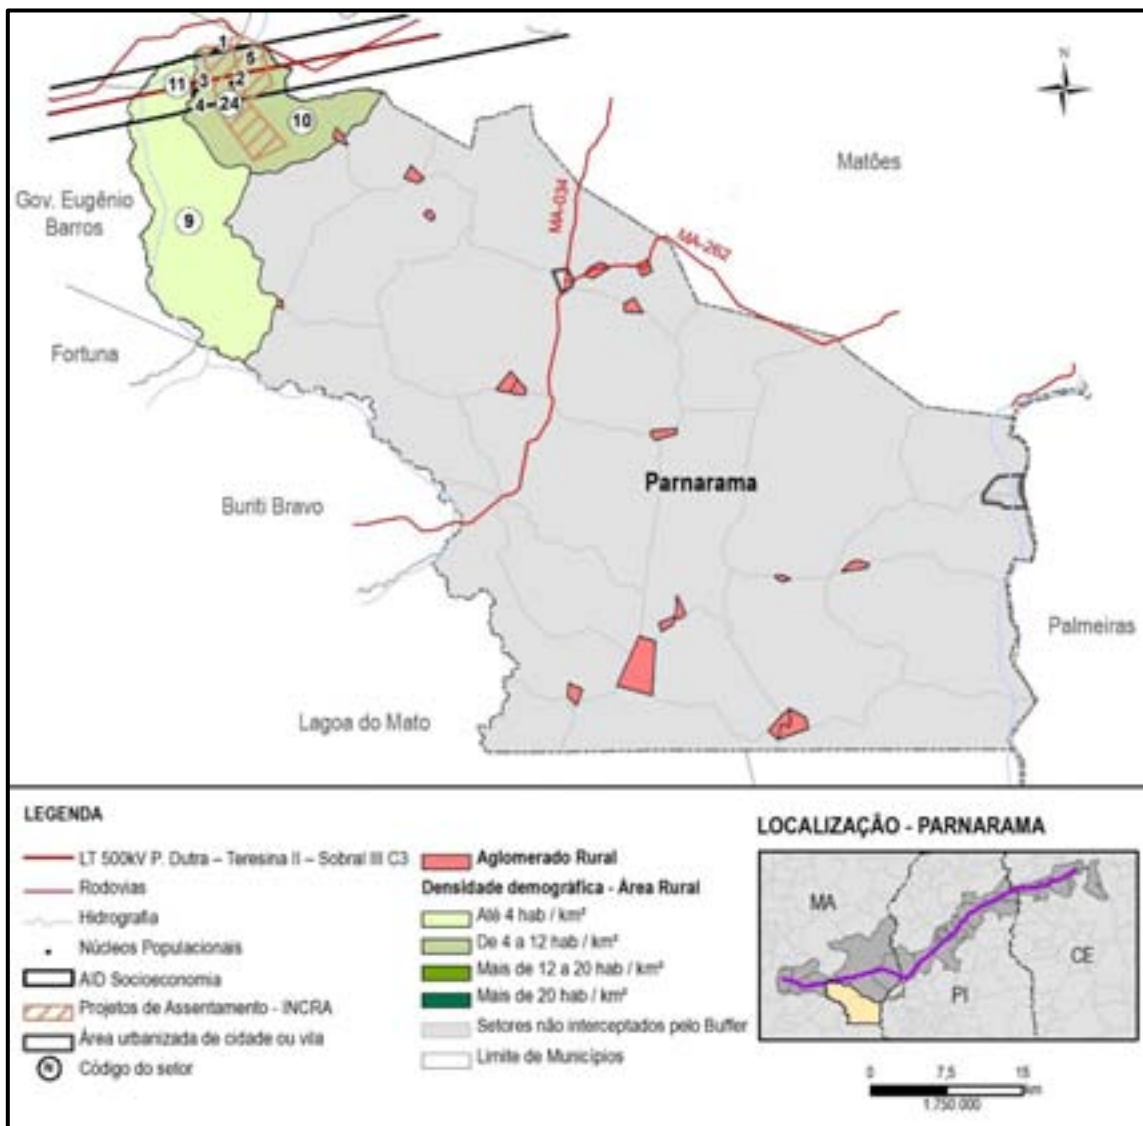 1
5
11
3
2
4
24
10
N
Matões
Gov. Eugênio
Barros
9
MA-034
MA-262
Fortuna
Parnarama
Buriti Bravo
Palmeiras
Lagoa do Mato
LEGENDA
LT 500kV P. Dutra – Teresina II – Sobral III C3
Rodovias
Hidrografia
Núcleos Populacionais
AID Socioeconomia
Projetos de Assentamento - INCRA
Área urbanizada de cidade ou vila
N Código do setor
Aglomerado Rural
Densidade demográfica - Área Rural
Até 4 hab / km²
De 4 a 12 hab / km²
Mais de 12 a 20 hab / km²
Mais de 20 hab / km²
Setores não interceptados pelo Buffer
Limite de Municípios
LOCALIZAÇÃO - PARNARAMA
MA
CE
PI
0 7,5 15
km
1:750.000